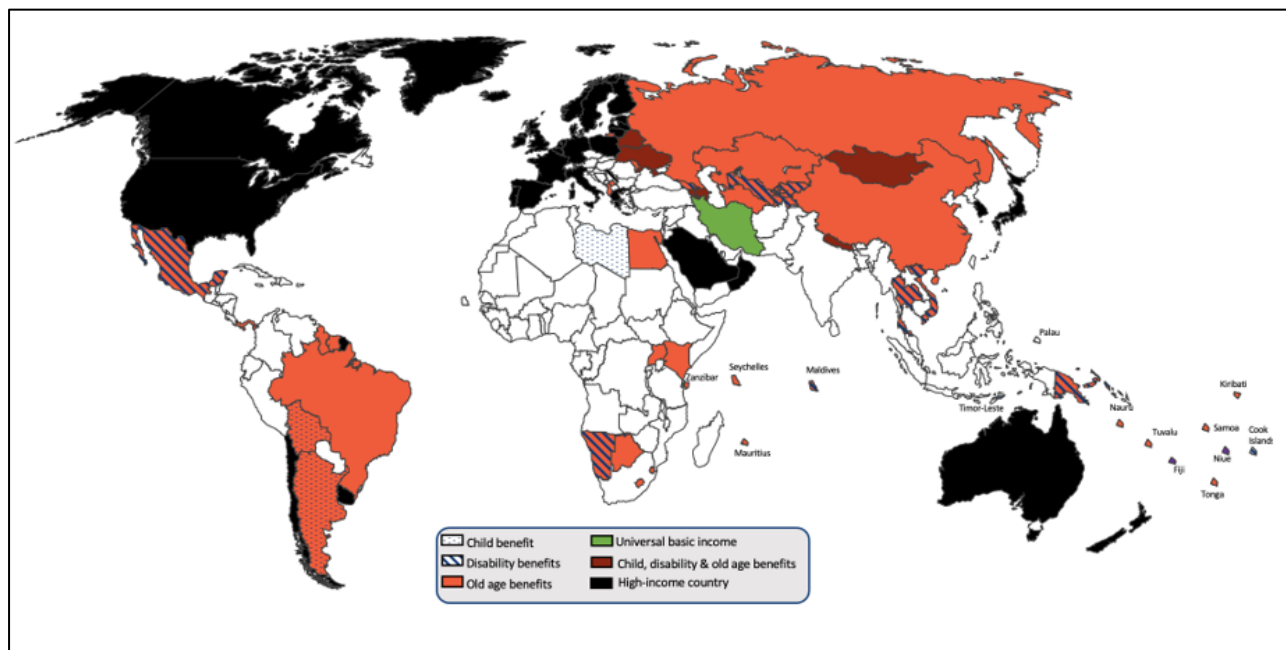 Palau
Seychelles
Maldives
Zanzibar
Kiribati
Timor-Leste
Nauru
Tuvalu
Samoa
Cook
Islands
Mauritius
Fiji
Niue
Tonga
Child benefit
Universal basic income
Disability benefits
Child, disability & old age benefits
Old age benefits
High-income country